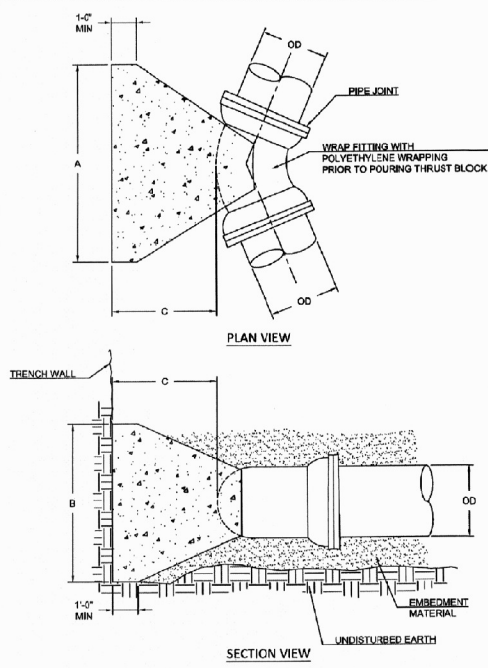 1'-0"
MIN
OD
PIPE JOINT
A
WRAP FITTING WITH
POLYETHYLENE WRAPPING
PRIOR TO POURING THRUST BLOCK
C
OD
PLAN VIEW
TRENCH WALL
C
B
OD
1'-0"
MIN
EMBEDMENT
MATERIAL
UNDISTURBED EARTH
SECTION VIEW